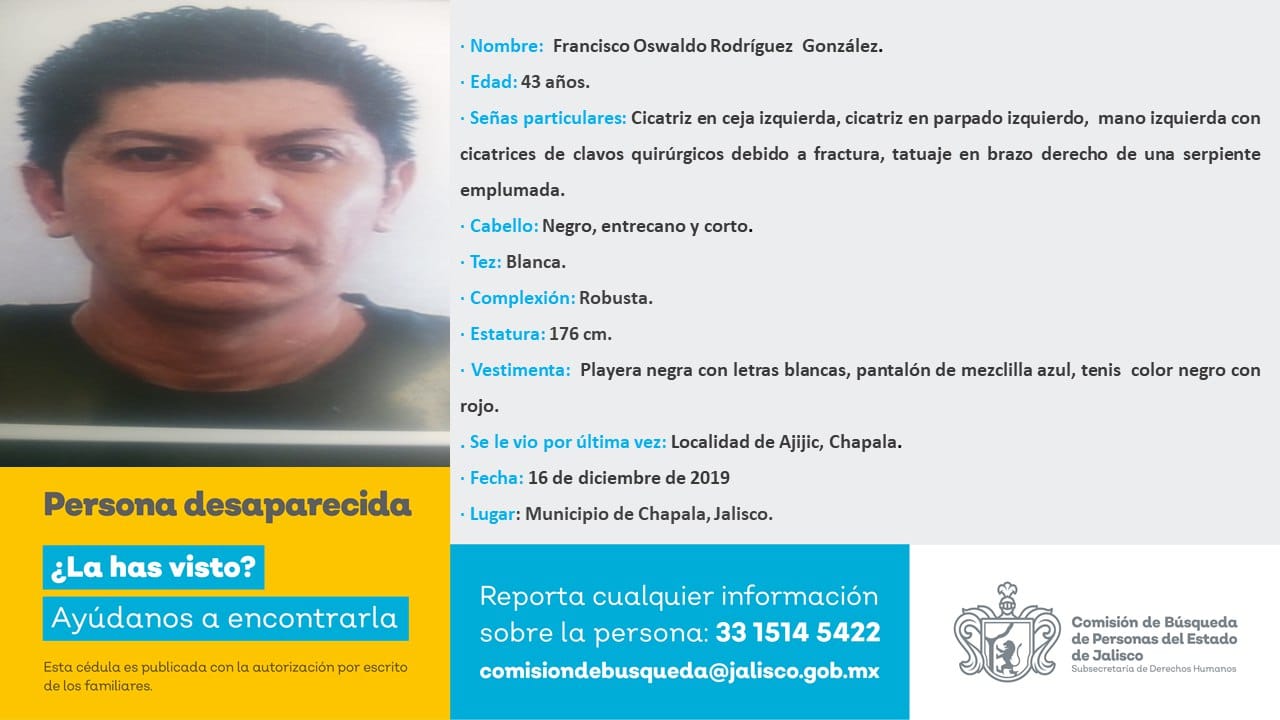 · Nombre: Francisco Oswaldo Rodríguez González.
· Edad: 43 años.
· Señas particulares: Cicatriz en ceja izquierda, cicatriz en parpado izquierdo, mano izquierda con
cicatrices de clavos quirúrgicos debido a fractura, tatuaje en brazo derecho de una serpiente
emplumada.
· Cabello: Negro, entrecano y corto.
· Tez: Blanca.
· Complexión: Robusta.
· Estatura: 176 cm.
· Vestimenta: Playera negra con letras blancas, pantalón de mezclilla azul, tenis color negro con
rojo.
. Se le vio por última vez: Localidad de Ajijic, Chapala.
· Fecha: 16 de diciembre de 2019
· Lugar: Municipio de Chapala, Jalisco.
Persona desaparecida
¿La has visto?
Ayúdanos a encontrarla
Esta cédula es publicada con la autorización por escrito
de los familiares.
Reporta cualquier información
sobre la persona: 33 1514 5422
comisiondebusqueda@jalisco.gob.mx
Comisión de Búsqueda
de Personas del Estado
de Jalisco
Subsecretaría de Derechos Humanos